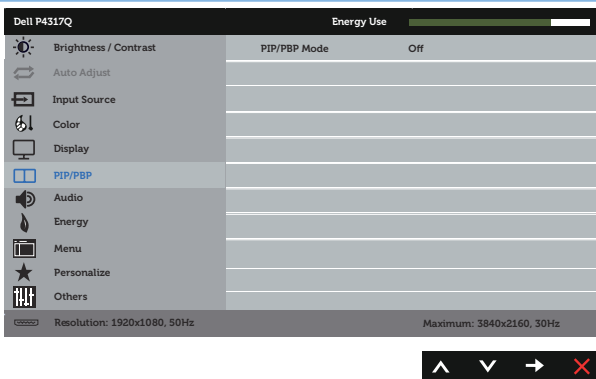 Dell P4317Q Energy Use
Brightness / Contrast PIP/PBP Mode Off
Auto Adjust
Input Source
Color
Display
PIP/PBP
Audio
Energy
Menu
Personalize
Others
Resolution: 1920x1080, 50Hz Maximum: 3840x2160, 30Hz